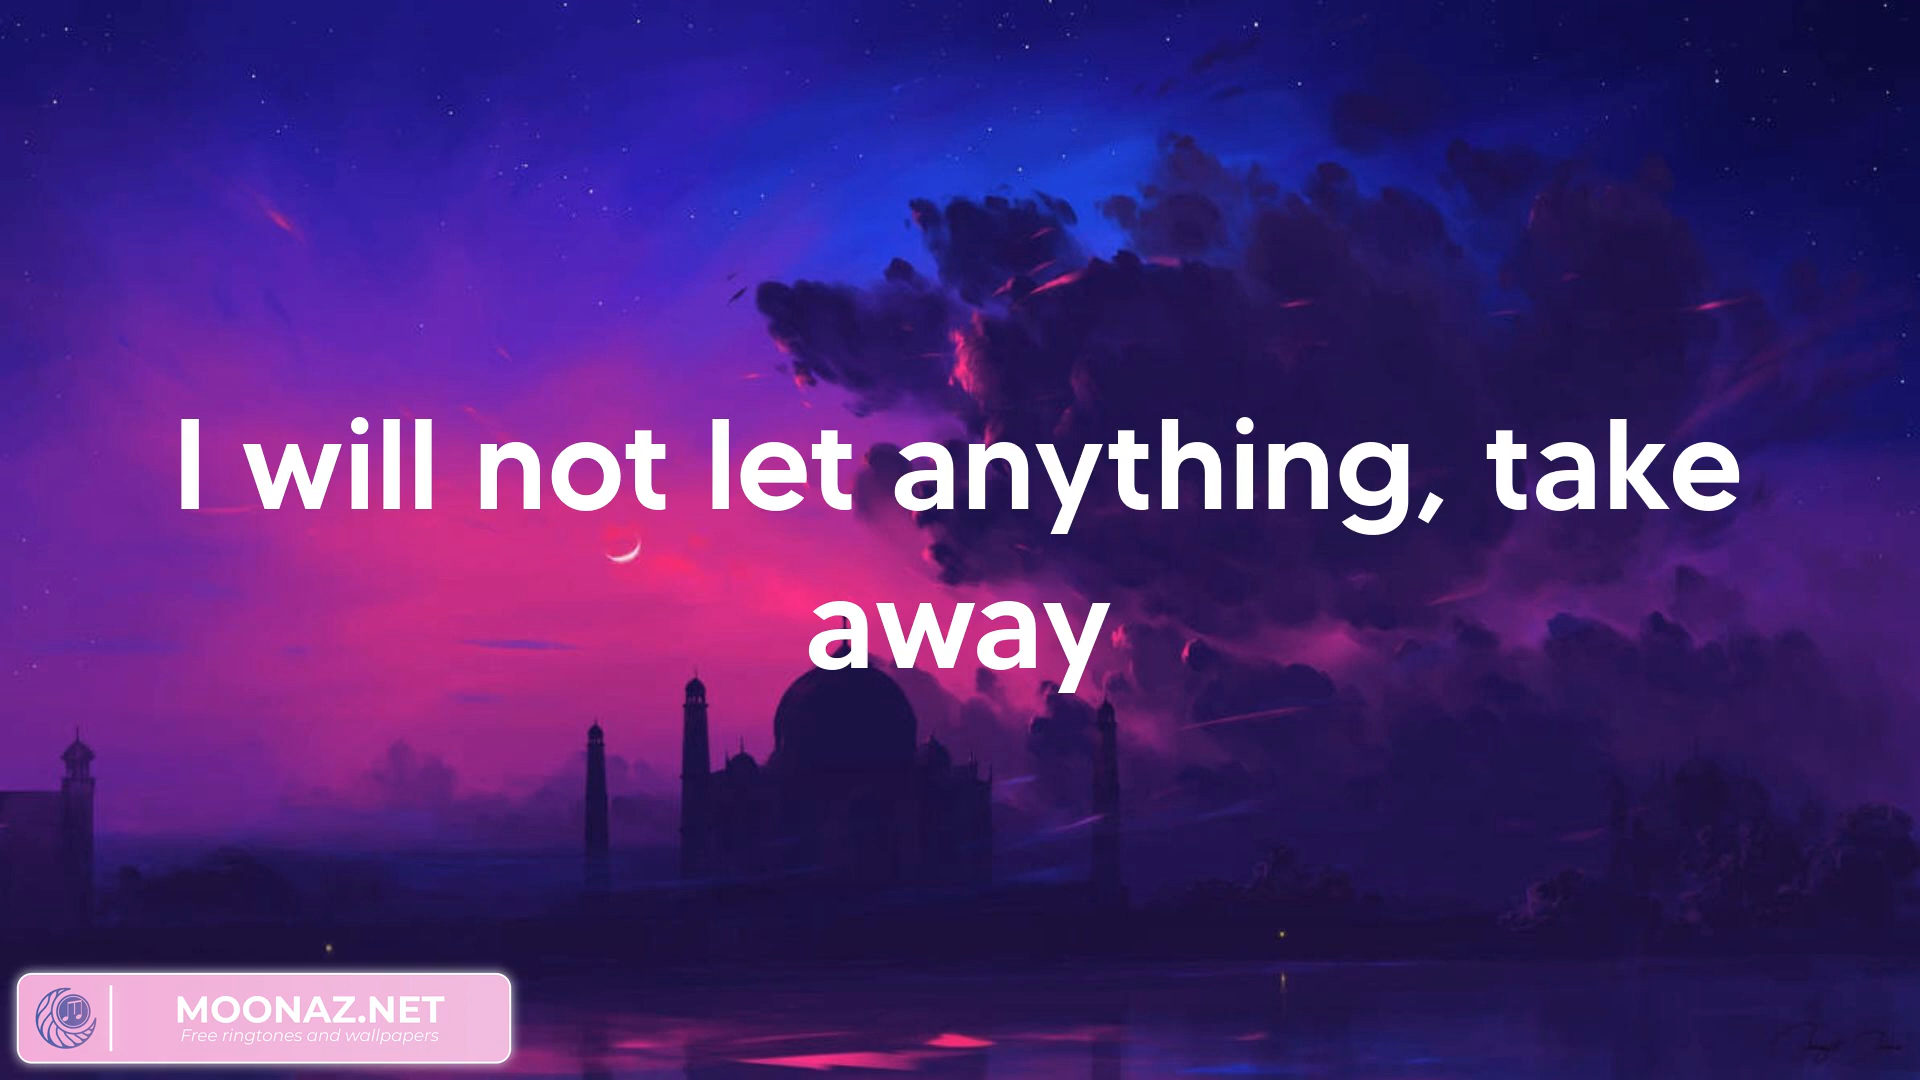 I will not let anything, take
away
MOONAZ.NET
Free ringtones and wallpapers